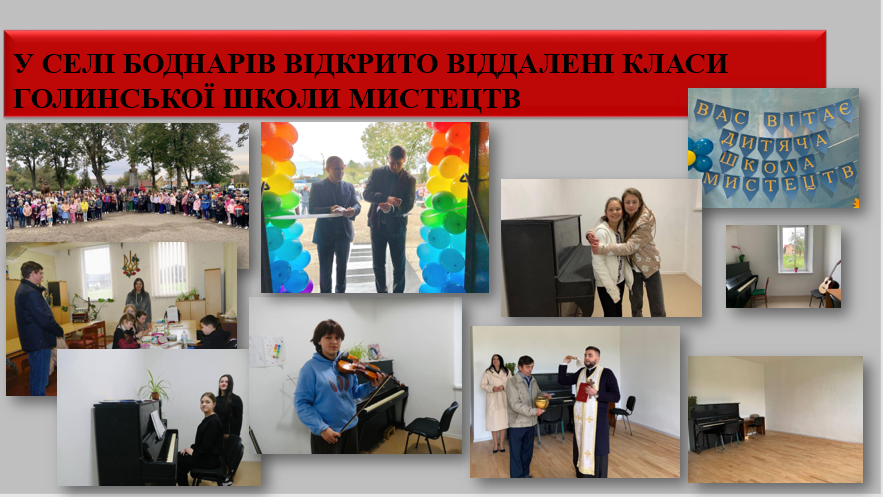 У СЕЛІ БОДНАРІВ ВІДКРИТО ВІДДАЛЕНІ КЛАСИ
ГОЛИНСЬКОЇ ШКОЛИ МИСТЕЦТВ
ВАС ВІТАЄ
ДИТЯЧА
ШКОЛА
МИСТЕЦТВ